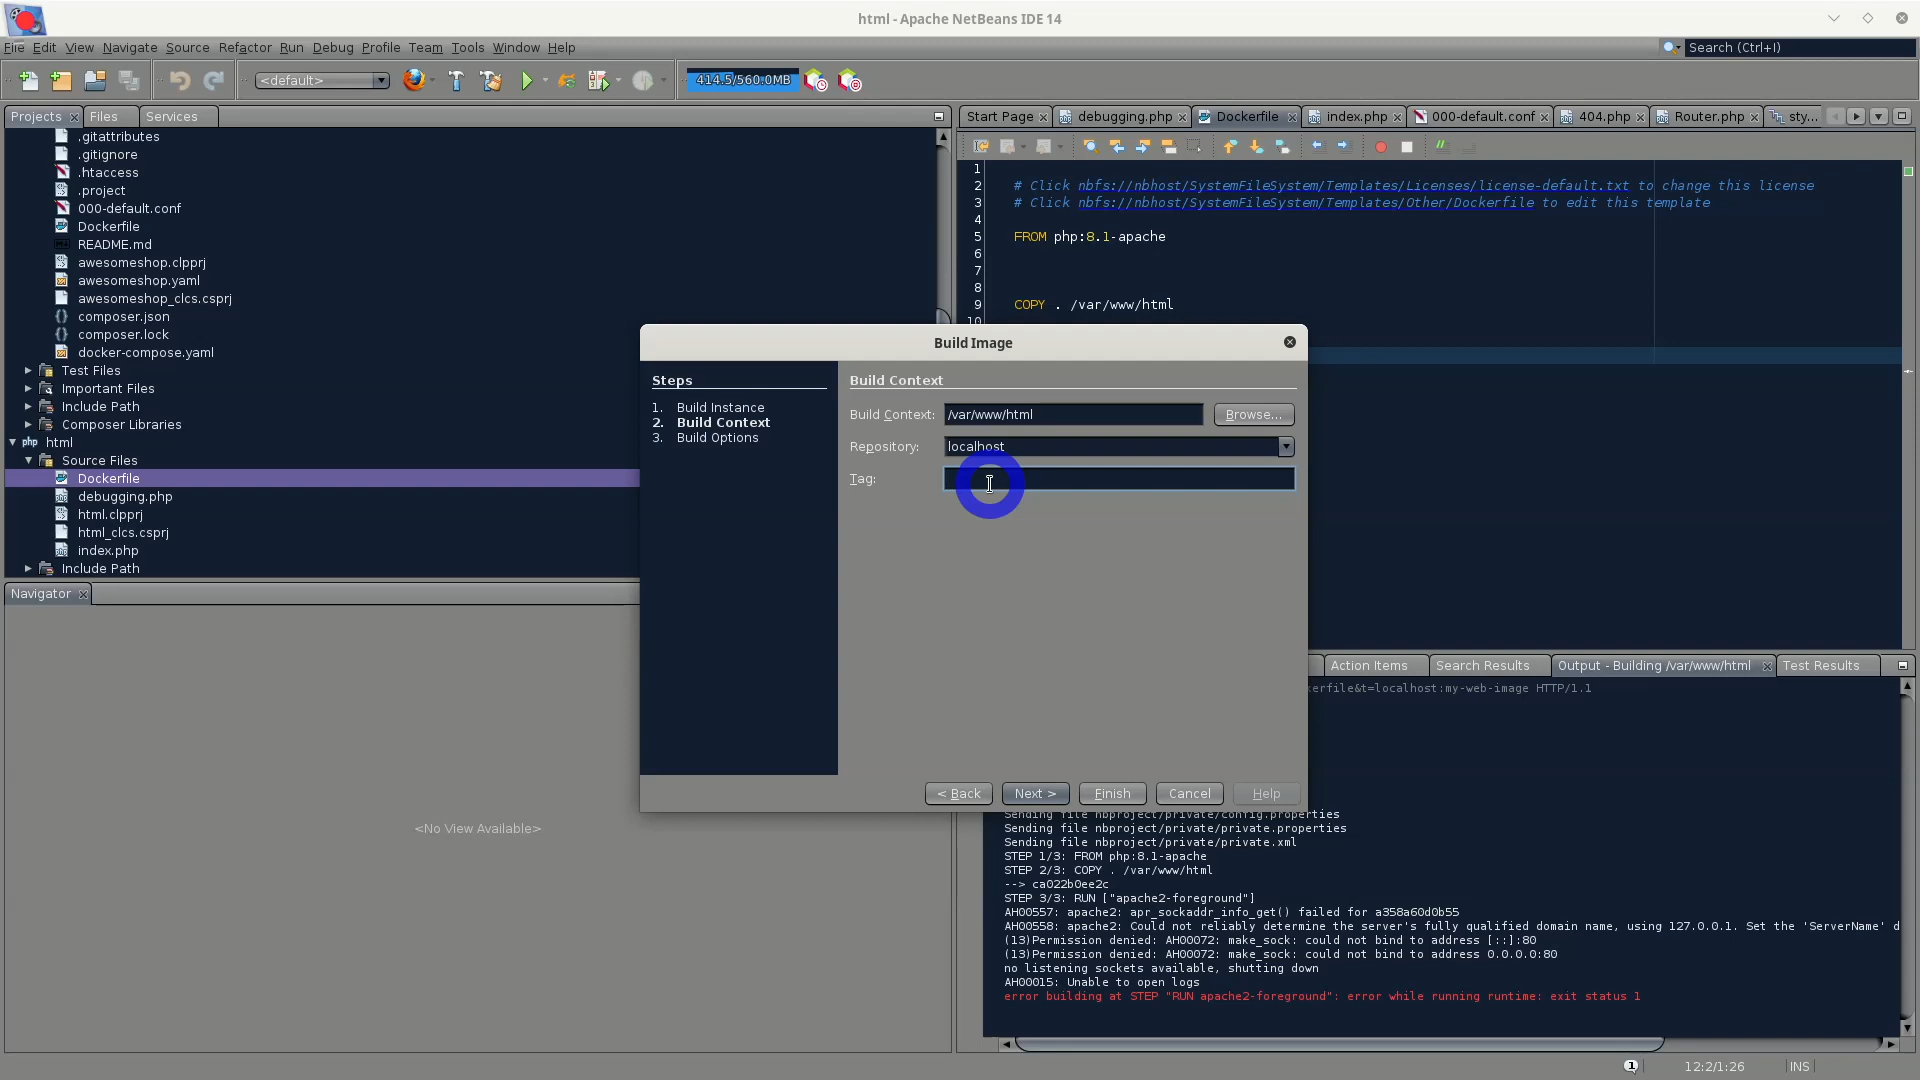 html - Apache NetBeans IDE 14
File Edit View Navigate Source Refactor Run Debug Profile Team Tools Window Help
Search (Ctrl+I)
<default>
414.5/560.0MB
Projects Files Services
.gitattributes
.gitignore
.htaccess
.project
000-default.conf
Dockerfile
README.md
awesomeshop.clpprj
awesomeshop.yaml
awesomeshop_clcs.csprj
composer.json
composer.lock
docker-compose.yaml
Test Files
Important Files
Include Path
Composer Libraries
php html
Source Files
Dockerfile
debugging.php
html.clpprj
html_clcs.csprj
index.php
Include Path
Navigator
<No View Available>
Start Page debugging.php Dockerfile index.php 000-default.conf 404.php Router.php sty...
1
2 # Click nbfs://nbhost/SystemFileSystem/Templates/Licenses/license-default.txt to change this license
3 # Click nbfs://nbhost/SystemFileSystem/Templates/Other/Dockerfile to edit this template
4
5 FROM php:8.1-apache
6
7
8
9 COPY . /var/www/html
10
Build Image
Steps
1. Build Instance
2. Build Context
3. Build Options
Build Context
Build Context: /var/www/html Browse...
Repository: localhost
Tag:
< Back Next > Finish Cancel Help
Action Items Search Results Output - Building /var/www/html Test Results
erfile&t=localhost:my-web-image HTTP/1.1
Sending file nbproject/private/config.properties
Sending file nbproject/private/private.properties
Sending file nbproject/private/private.xml
STEP 1/3: FROM php:8.1-apache
STEP 2/3: COPY . /var/www/html
--> ca022b0ee2c
STEP 3/3: RUN ["apache2-foreground"]
AH00557: apache2: apr_sockaddr_info_get() failed for a358a60d0b55
AH00558: apache2: Could not reliably determine the server's fully qualified domain name, using 127.0.0.1. Set the 'ServerName' d
(13)Permission denied: AH00072: make_sock: could not bind to address [::]:80
(13)Permission denied: AH00072: make_sock: could not bind to address 0.0.0.0:80
no listening sockets available, shutting down
AH00015: Unable to open logs
error building at STEP "RUN apache2-foreground": error while running runtime: exit status 1
1 12:2/1:26 INS